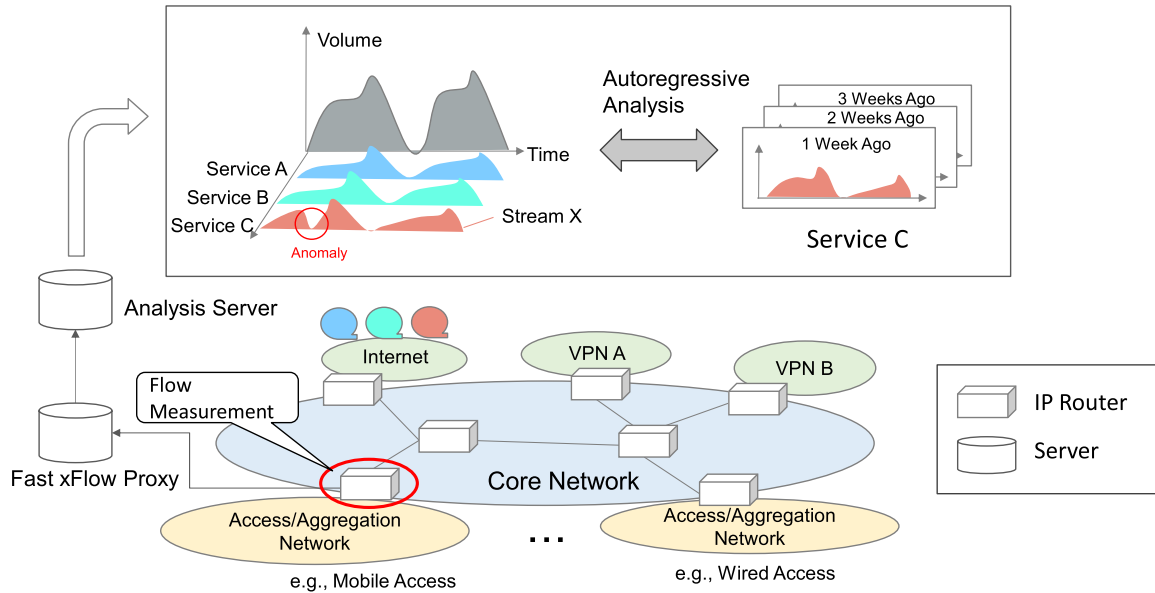 Volume
Time
Service A
Service B
Service C
Anomaly
Stream X
Autoregressive
Analysis
3 Weeks Ago
2 Weeks Ago
1 Week Ago
Service C
Analysis Server
Internet
VPN A
VPN B
Flow
Measurement
Fast xFlow Proxy
Core Network
Access/Aggregation
Network
e.g., Mobile Access
...
Access/Aggregation
Network
e.g., Wired Access
IP Router
Server